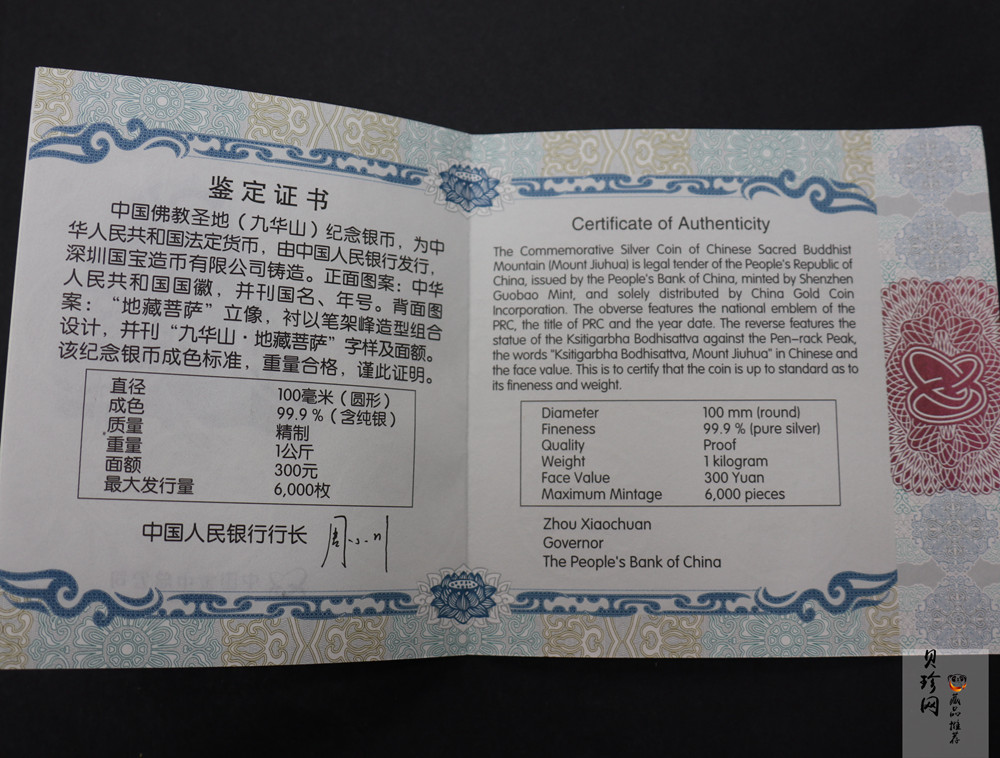 鉴定证书
中国佛教圣地（九华山）纪念银币，为中
华人民共和国法定货币，由中国人民银行发行，
深圳国宝造币有限公司铸造。正面图案：中华
人民共和国国徽，并刊国名、年号。背面图
案：“地藏菩萨”立像，衬以笔架峰造型组合
设计，并刊“九华山·地藏菩萨”字样及面额。
该纪念银币成色标准，重量合格，谨此证明。
直径 100毫米（圆形）
成色 99.9％（含纯银）
质量 精制
重量 1公斤
面额 300元
最大发行量 6,000枚
中国人民银行行长 周小川
Certificate of Authenticity
The Commemorative Silver Coin of Chinese Sacred Buddhist
Mountain (Mount Jiuhua) is legal tender of the People's Republic of
China, issued by the People's Bank of China, minted by Shenzhen
Guobao Mint, and solely distributed by China Gold Coin
Incorporation. The obverse features the national emblem of the
PRC, the title of PRC and the year date. The reverse features the
statue of the Ksitigarbha Bodhisattva against the Pen-rack Peak,
the words "Ksitigarbha Bodhisattva, Mount Jiuhua" in Chinese and
the face value. This is to certify that the coin is up to standard as to
its fineness and weight.
Diameter 100 mm (round)
Fineness 99.9 % (pure silver)
Quality Proof
Weight 1 kilogram
Face Value 300 Yuan
Maximum Mintage 6,000 pieces
Zhou Xiaochuan
Governor
The People's Bank of China
贝珍网
藏品推荐